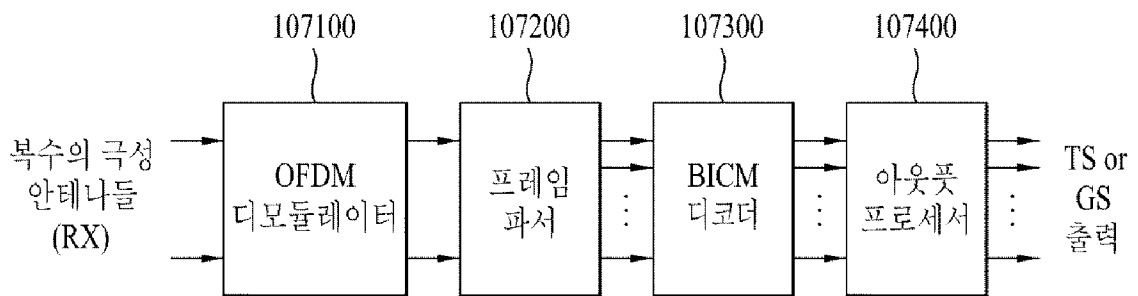 107100
107200
107300
107400
복수의 극성
안테나들
(RX)
OFDM
디모듈레이터
프레임
파서
BICM
디코더
아웃풋
프로세서
TS or
GS
출력